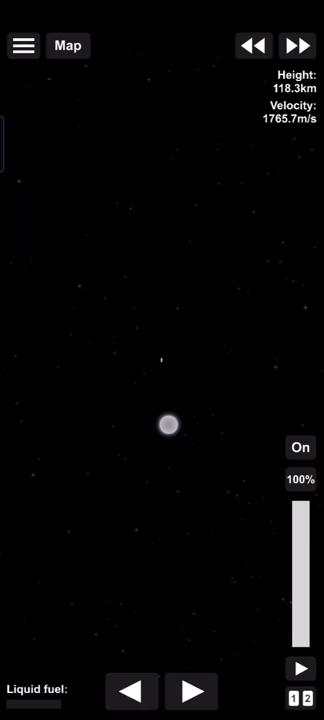 Map
Height:
118.3km
Velocity:
1765.7m/s
On
100%
1 2
Liquid fuel: